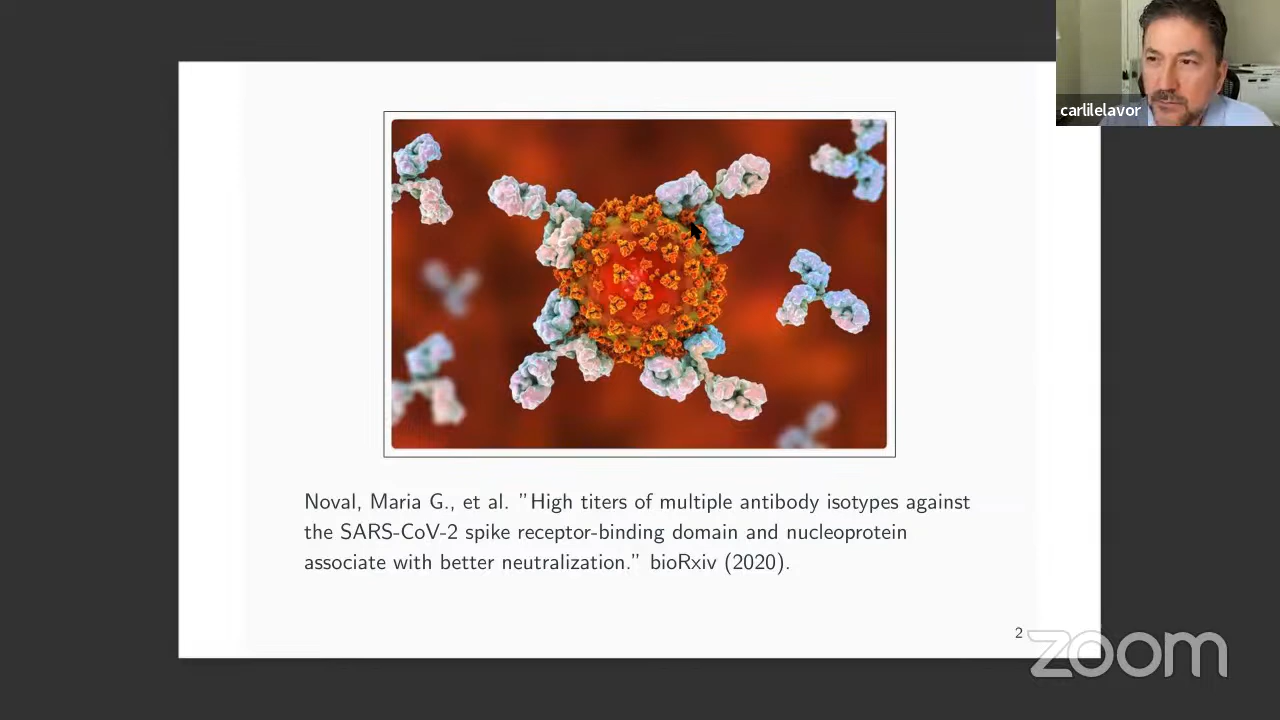 carlilelavor
Noval, Maria G., et al. ”High titers of multiple antibody isotypes against
the SARS-CoV-2 spike receptor-binding domain and nucleoprotein
associate with better neutralization.” bioRxiv (2020).
2
zoom